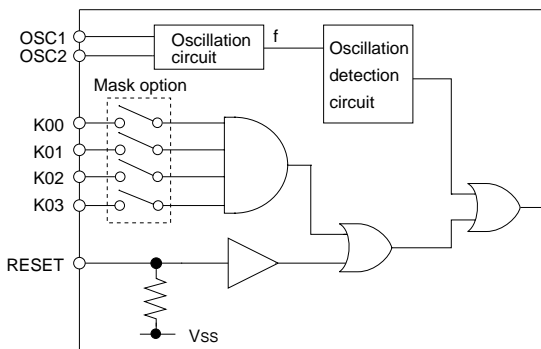 OSC1
OSC2
Oscillation
circuit
f
Oscillation
detection
circuit
Mask option
K00
K01
K02
K03
RESET
Vss